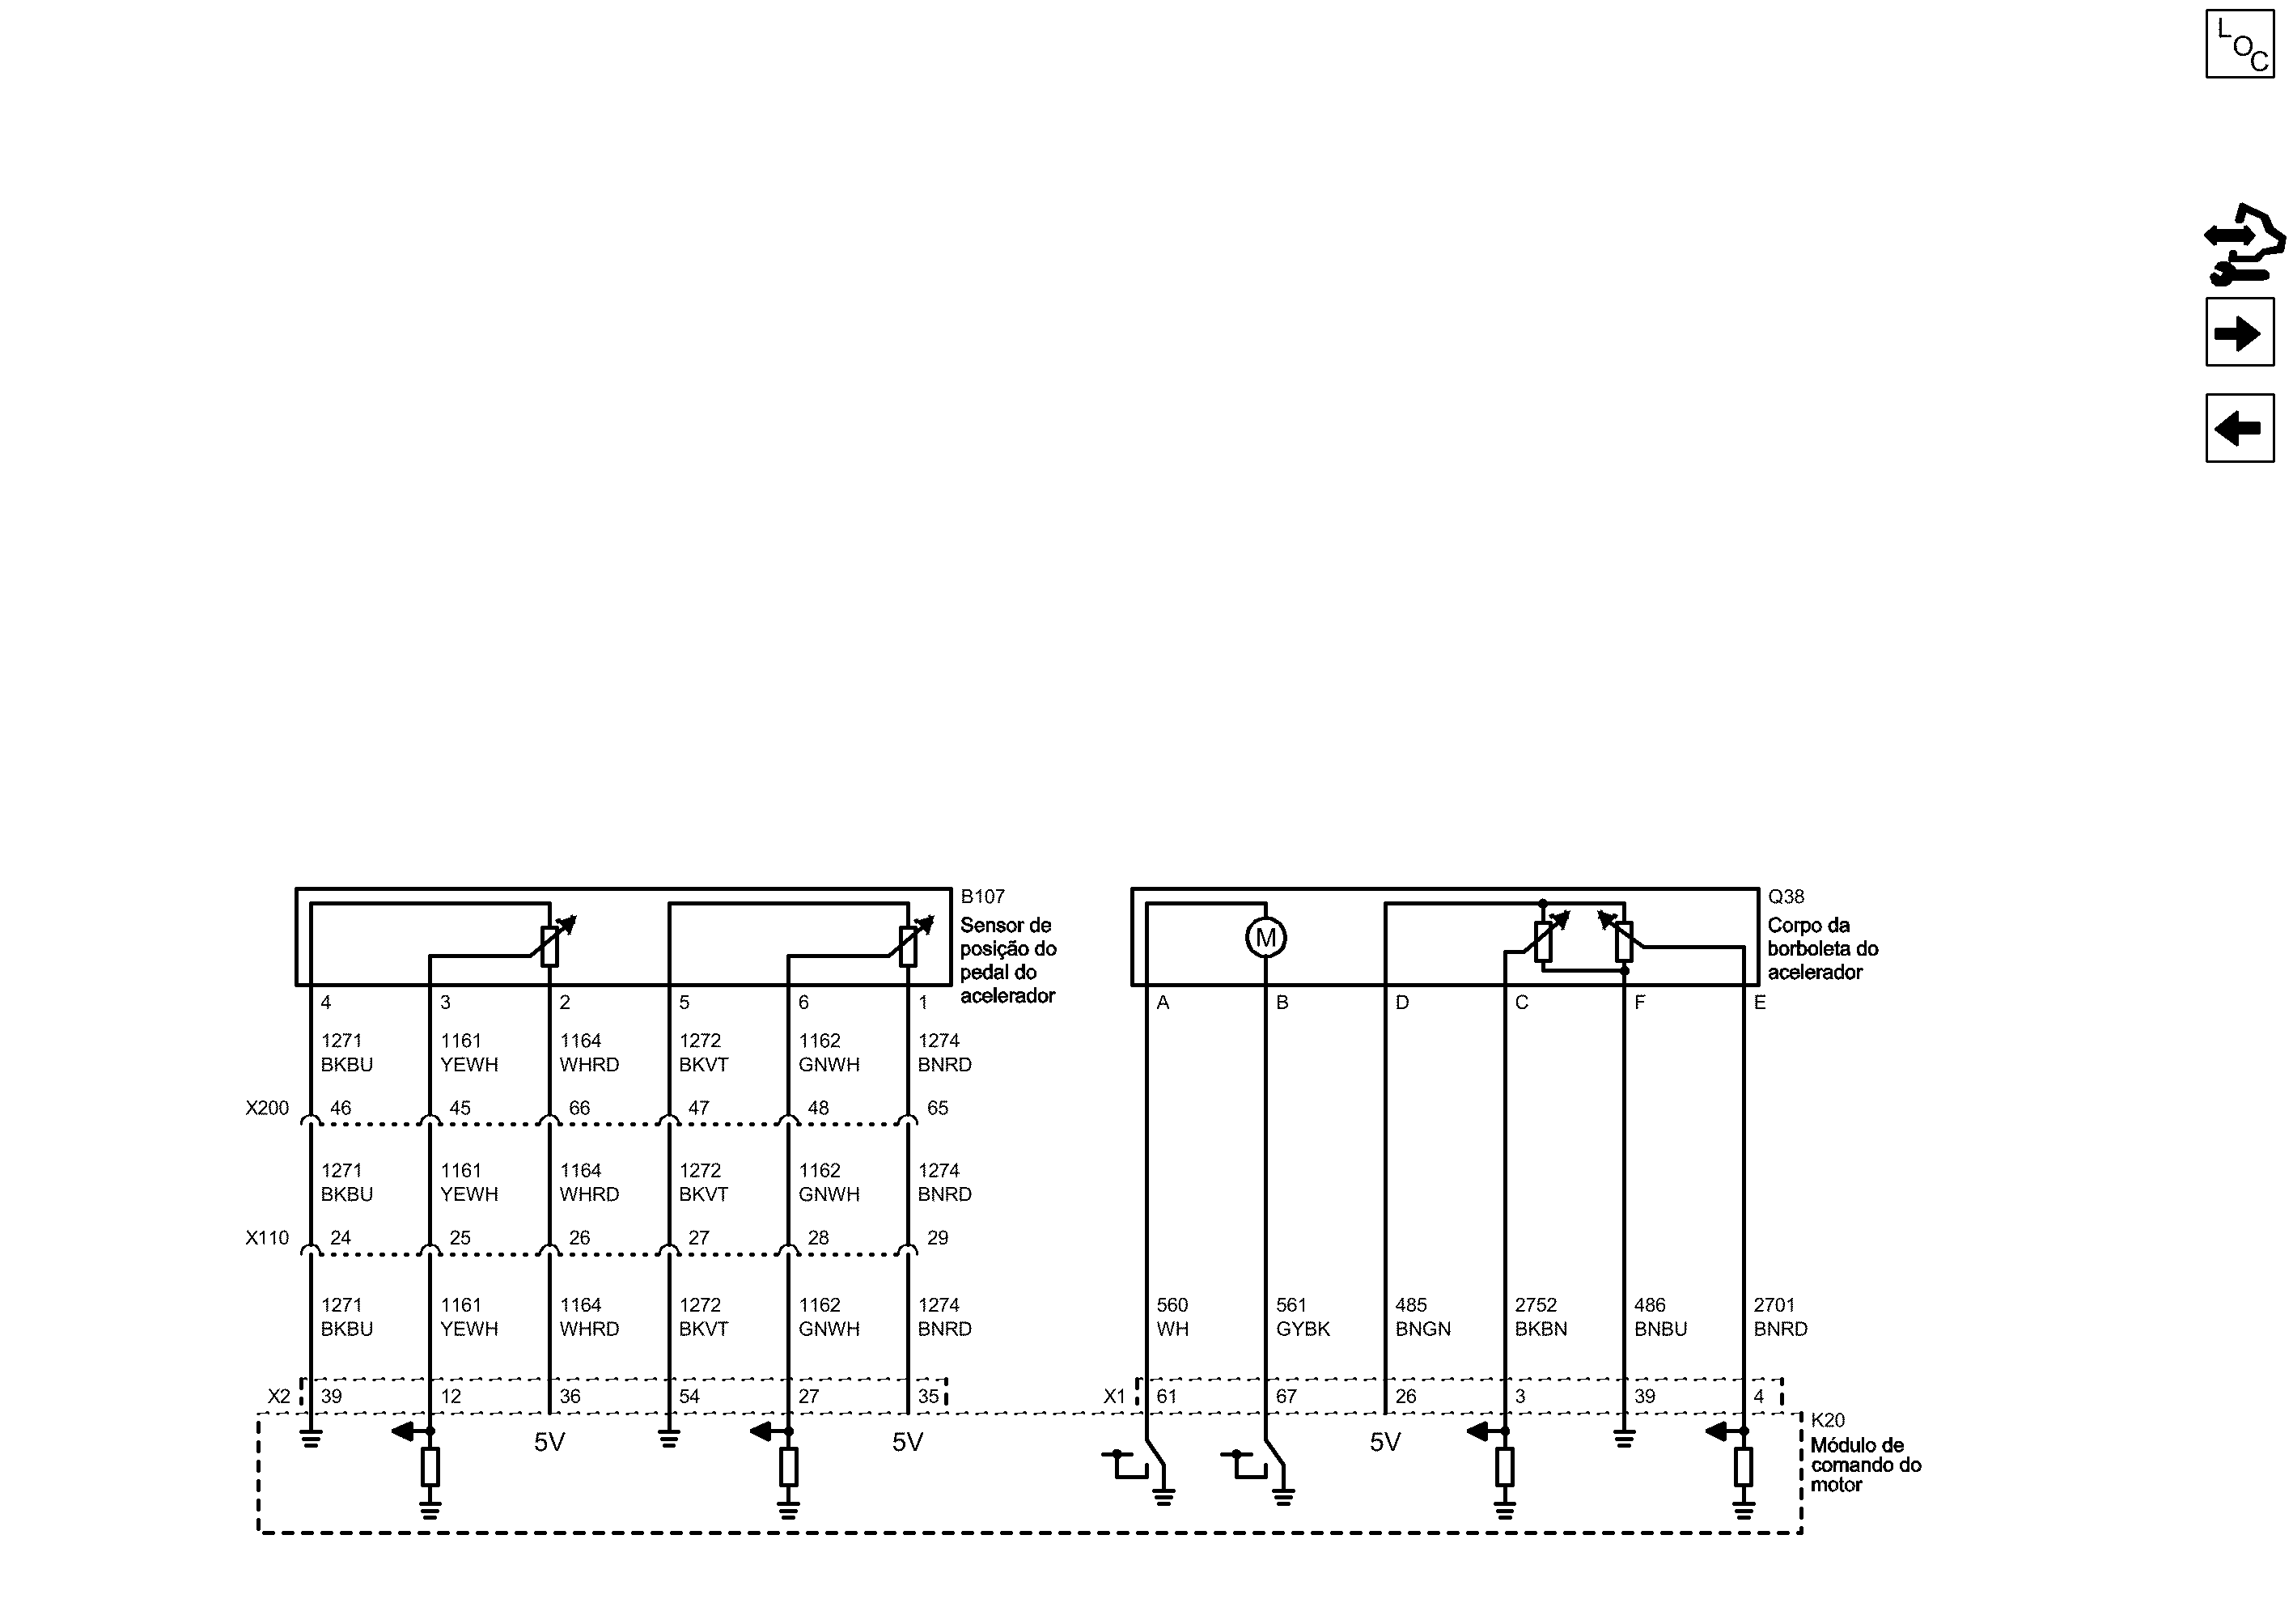 LOC
B107
Sensor de
posição do
pedal do
acelerador
Q38
Corpo da
borboleta do
acelerador
M
4 3 2 5 6 1
A B D C F E
1271 1161 1164 1272 1162 1274
BKBU YEWH WHRD BKVT GNWH BNRD
X200 46 45 66 47 48 65
1271 1161 1164 1272 1162 1274
BKBU YEWH WHRD BKVT GNWH BNRD
X110 24 25 26 27 28 29
1271 1161 1164 1272 1162 1274 560 561 485 2752 486 2701
BKBU YEWH WHRD BKVT GNWH BNRD WH GYBK BNGN BKBN BNBU BNRD
X2 39 12 36 54 27 35 X1 61 67 26 3 39 4
5V 5V 5V
K20
Módulo de
comando do
motor